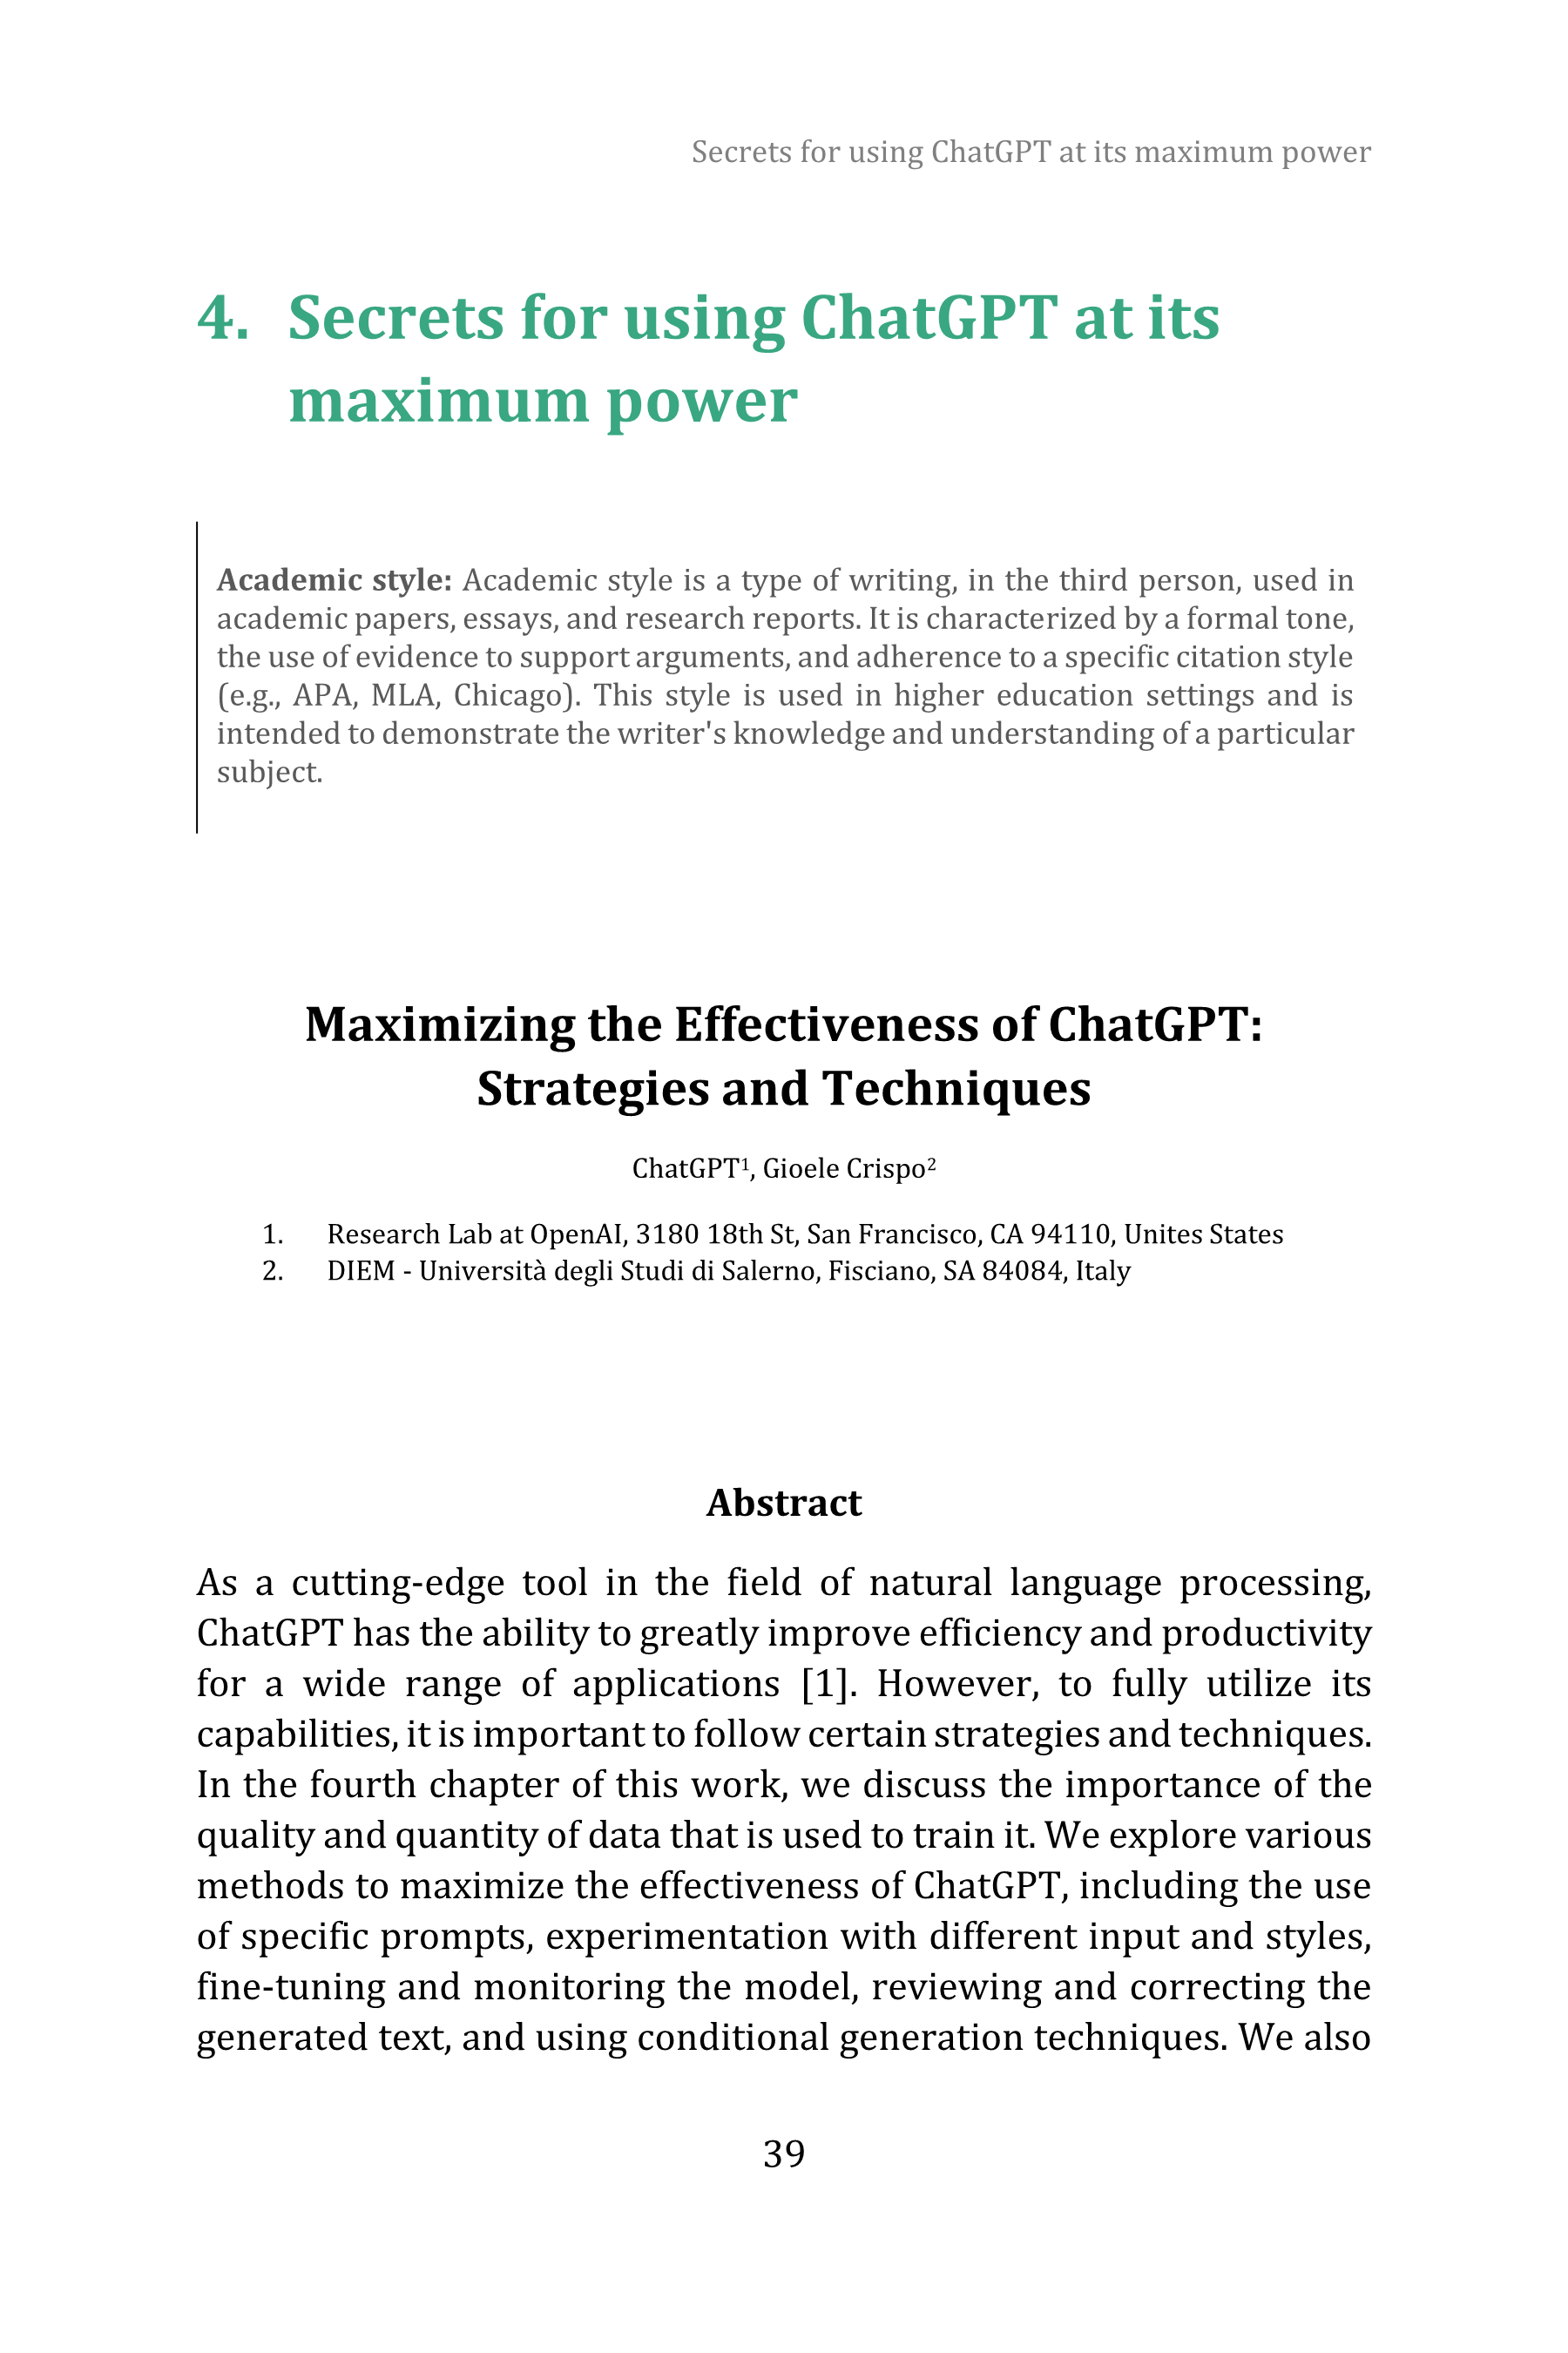 Secrets for using ChatGPT at its maximum power
4. Secrets for using ChatGPT at its
maximum power
Academic style: Academic style is a type of writing, in the third person, used in
academic papers, essays, and research reports. It is characterized by a formal tone,
the use of evidence to support arguments, and adherence to a specific citation style
(e.g., APA, MLA, Chicago). This style is used in higher education settings and is
intended to demonstrate the writer's knowledge and understanding of a particular
subject.
Maximizing the Effectiveness of ChatGPT:
Strategies and Techniques
ChatGPT¹, Gioele Crispo²
1. Research Lab at OpenAI, 3180 18th St, San Francisco, CA 94110, Unites States
2. DIEM - Università degli Studi di Salerno, Fisciano, SA 84084, Italy
Abstract
As a cutting-edge tool in the field of natural language processing,
ChatGPT has the ability to greatly improve efficiency and productivity
for a wide range of applications [1]. However, to fully utilize its
capabilities, it is important to follow certain strategies and techniques.
In the fourth chapter of this work, we discuss the importance of the
quality and quantity of data that is used to train it. We explore various
methods to maximize the effectiveness of ChatGPT, including the use
of specific prompts, experimentation with different input and styles,
fine-tuning and monitoring the model, reviewing and correcting the
generated text, and using conditional generation techniques. We also
39